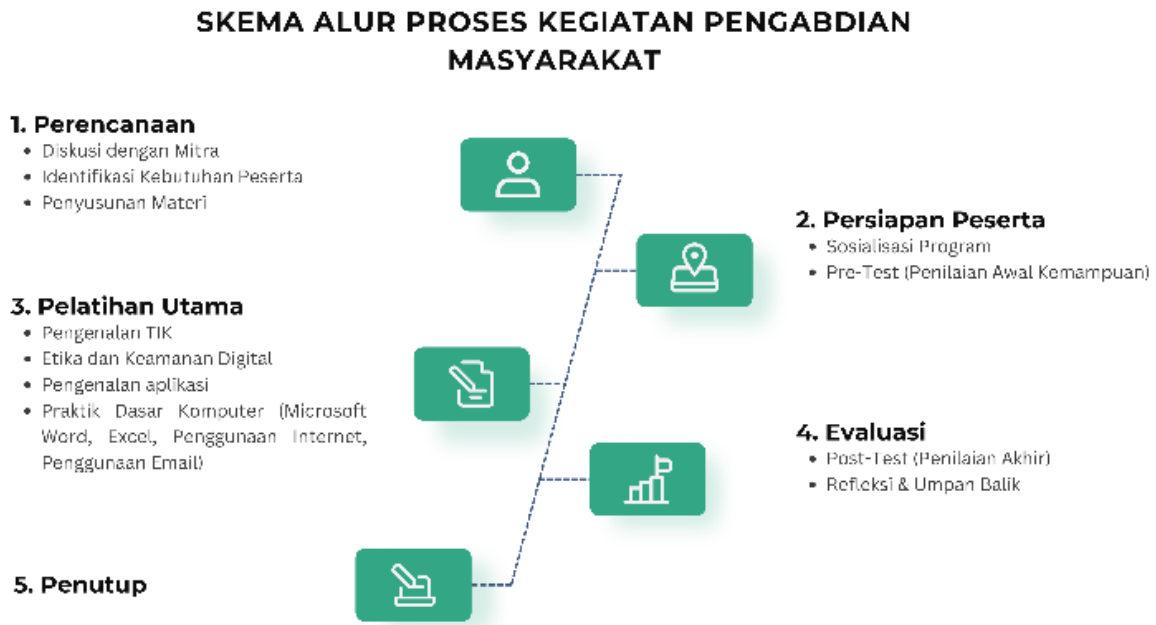 SKEMA ALUR PROSES KEGIATAN PENGABDIAN
MASYARAKAT
1. Perencanaan
• Diskusi dengan Mitra
• Identifikasi Kebutuhan Peserta
• Penyusunan Materi
2. Persiapan Peserta
• Sosialisasi Program
• Pre-Test (Penilaian Awal Kemampuan)
3. Pelatihan Utama
• Pengenalan TIK
• Etika dan Keamanan Digital
• Pengenalan aplikasi
• Praktik Dasar Komputer (Microsoft
Word, Excel, Penggunaan Internet,
Penggunaan Email)
4. Evaluasi
• Post-Test (Penilaian Akhir)
• Refleksi & Umpan Balik
5. Penutup